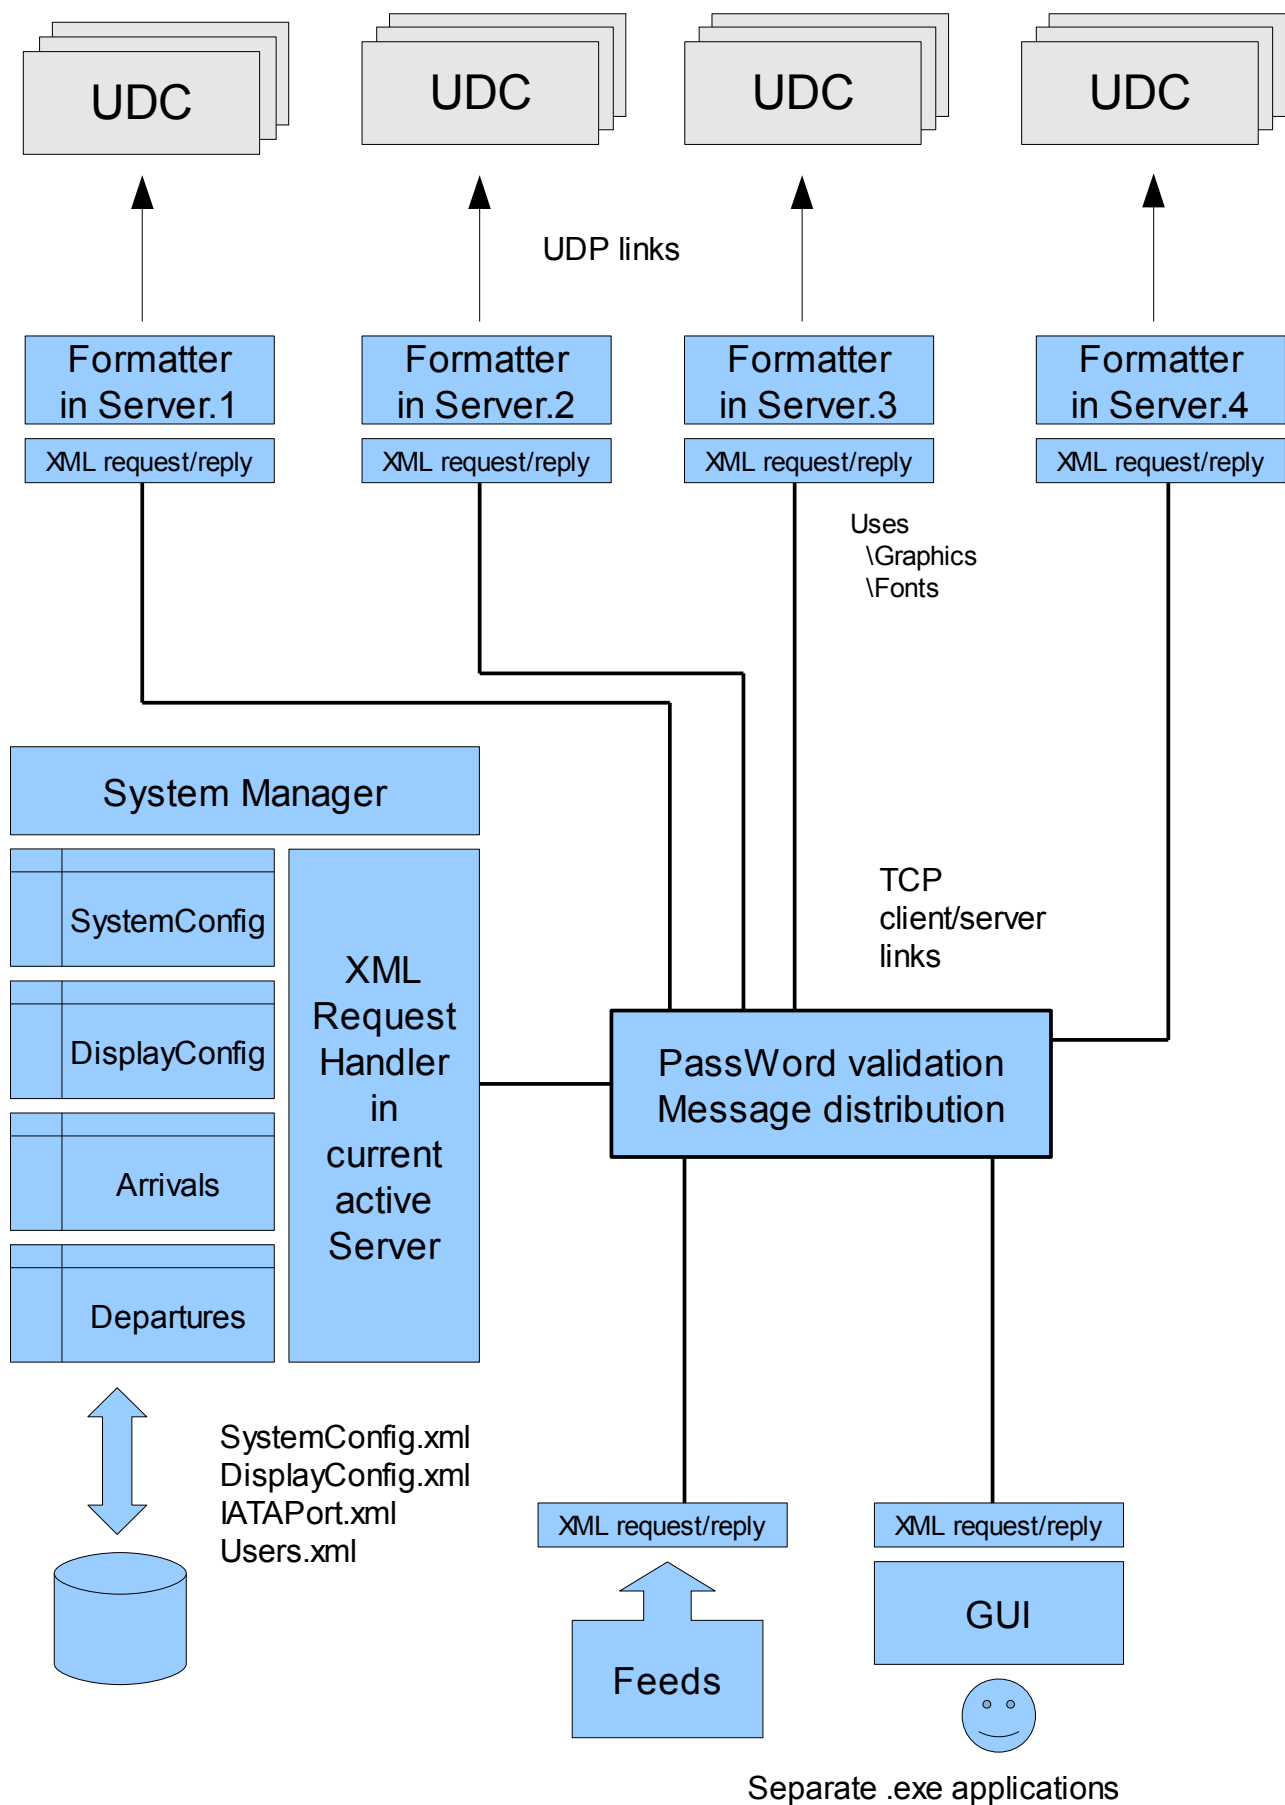 UDC
UDC
UDC
UDC
UDP links
Formatter
in Server.1
Formatter
in Server.2
Formatter
in Server.3
Formatter
in Server.4
XML request/reply
XML request/reply
XML request/reply
XML request/reply
Uses
\Graphics
\Fonts
System Manager
SystemConfig
DisplayConfig
Arrivals
Departures
XML
Request
Handler
in
current
active
Server
TCP
client/server
links
PassWord validation
Message distribution
SystemConfig.xml
DisplayConfig.xml
IATAPort.xml
Users.xml
XML request/reply
XML request/reply
Feeds
GUI
Separate .exe applications